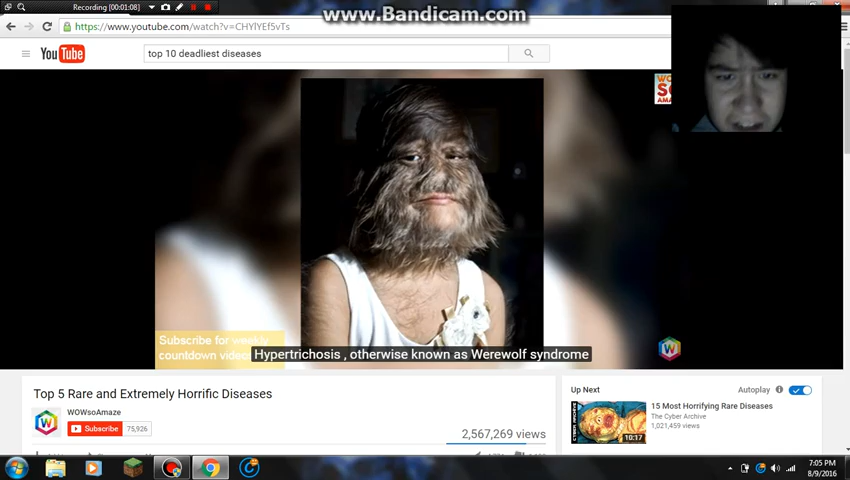 www.Bandicam.com
Recording [00:01:08]
https://www.youtube.com/watch?v=CHYlYEf5vTs
YouTube
top 10 deadliest diseases
Subscribe for weekly
countdown videos
Hypertrichosis , otherwise known as Werewolf syndrome
Top 5 Rare and Extremely Horrific Diseases
WOWsoAmaze
Subscribe 75,926
2,567,269 views
Up Next
Autoplay
15 Most Horrifying Rare Diseases
The Cyber Archive
1,021,459 views
10:17
7:05 PM
8/9/2016